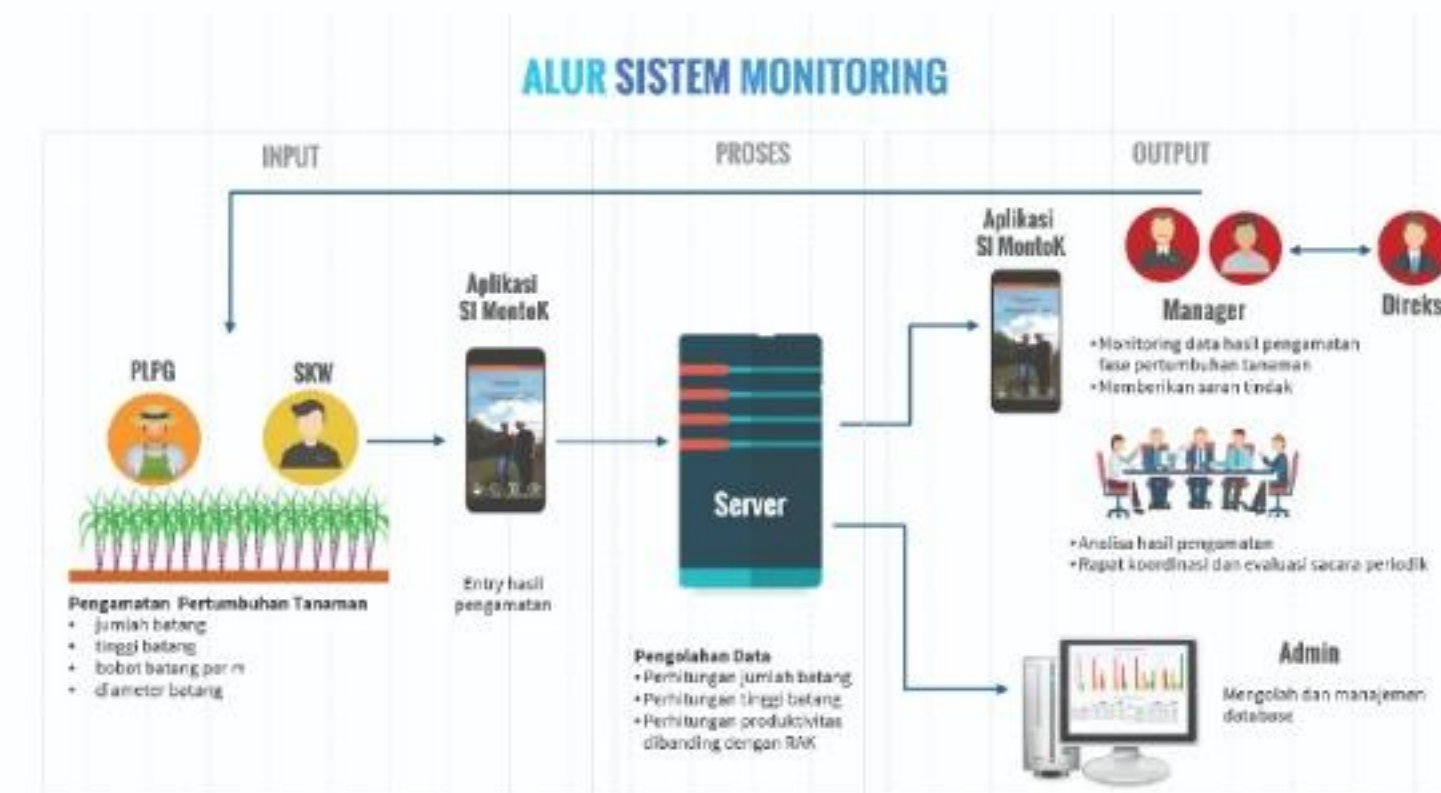 ALUR SISTEM MONITORING
INPUT
PROSES
OUTPUT
PLPG
SKW
Pengamatan Pertumbuhan Tanaman
• jumlah batang
• tinggi batang
• bobot batang per m
• diameter batang
Aplikasi
SI MontoK
Entry hasil
pengamatan
Server
Pengolahan Data
• Perhitungan jumlah batang
• Perhitungan tinggi batang
• Perhitungan produktivitas
dibanding dengan RAK
Aplikasi
SI MontoK
Manager
Direks
• Monitoring data hasil pengamatan
fase pertumbuhan tanaman
• Memberikan saran tindak
• Analisa hasil pengamatan
• Rapat koordinasi dan evaluasi secara periodik
Admin
Mengolah dan manajemen
database